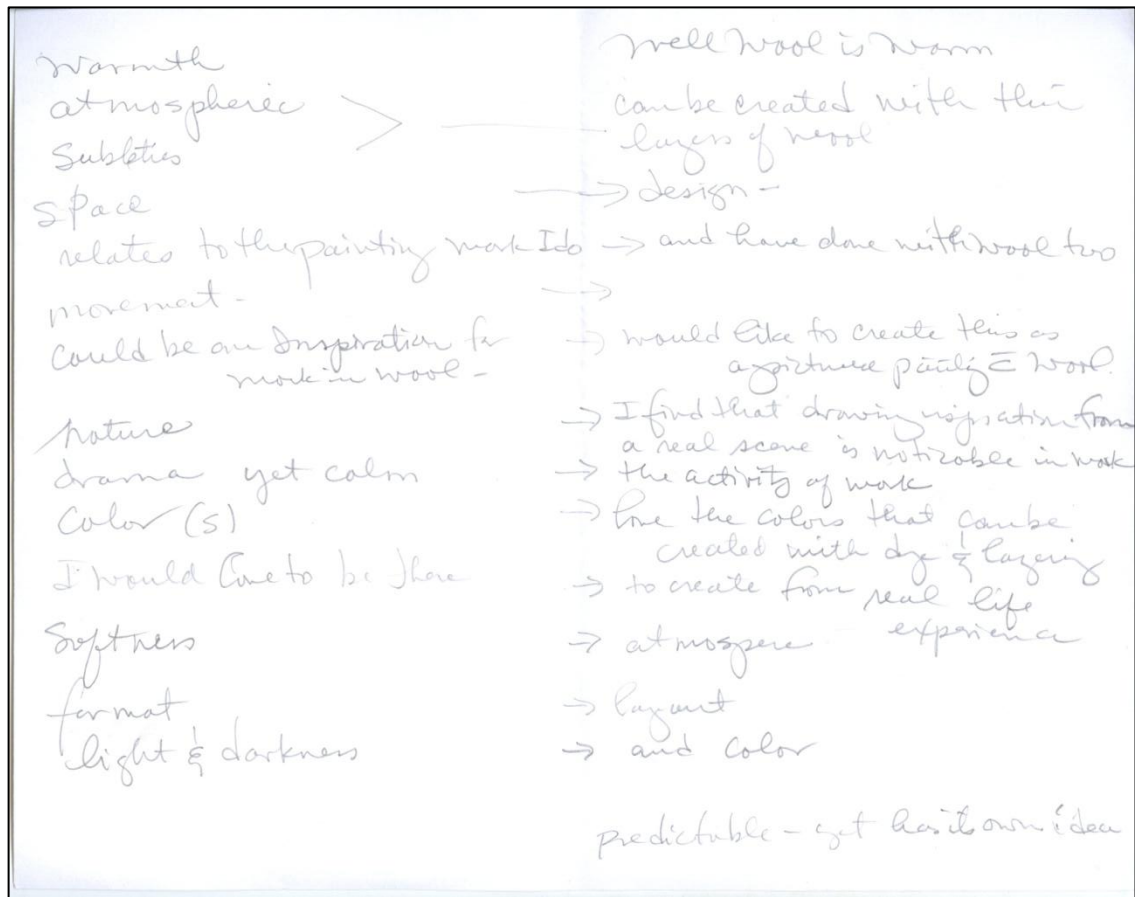 Warmth
atmospheric
Subleties
space
relates to the painting work I do
movement -
could be an Inspiration for
work in wool -
nature
drama yet calm
Color (s)
I would love to be there
Softness
format
light & darkness
well wool is warm
can be created with thin
layers of wool
→ design -
→ and have done with wool too
→
→ would like to create this as
a picture wool.
→ I find that drawing inspiration from
a real scene is noticable in work
→ the activity of work
→ love the colors that can be
created with dye & layering
→ to create from real life
experience
→ atmospere
→ layout
→ and color
predictable - yet has its own idea